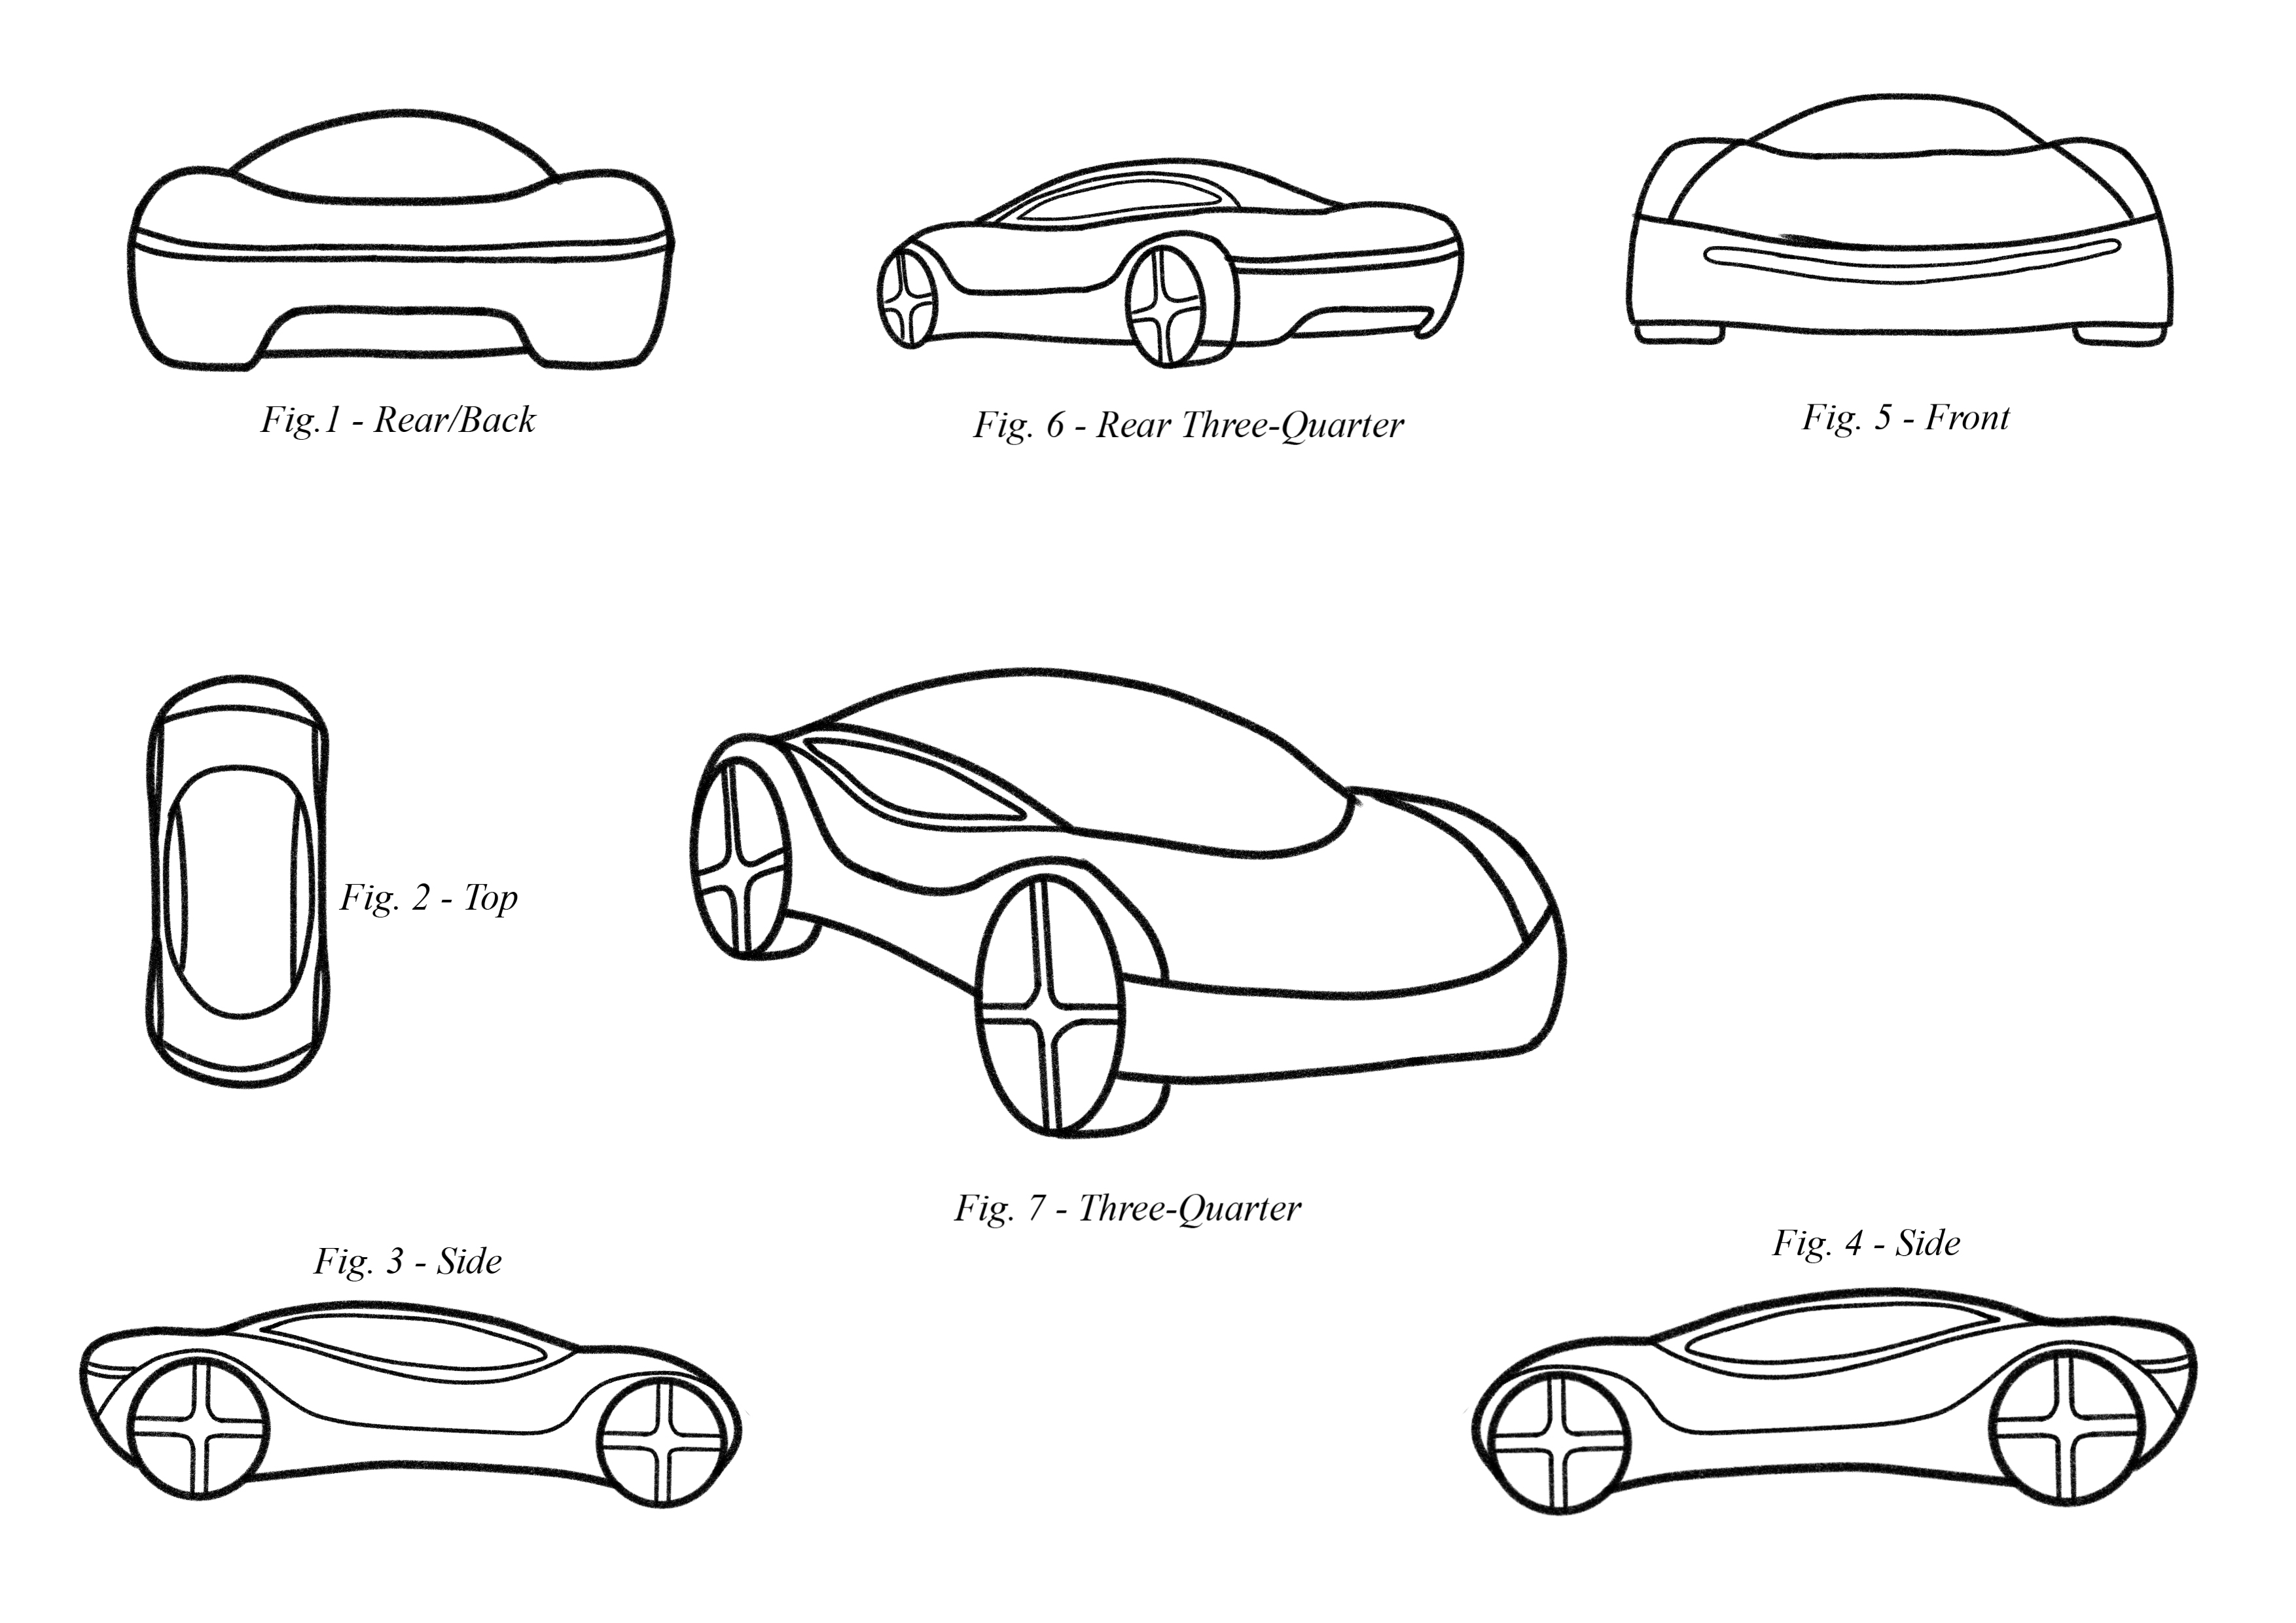 Fig.1 - Rear/Back
Fig. 6 - Rear Three-Quarter
Fig. 5 - Front
Fig. 2 - Top
Fig. 7 - Three-Quarter
Fig. 3 - Side
Fig. 4 - Side